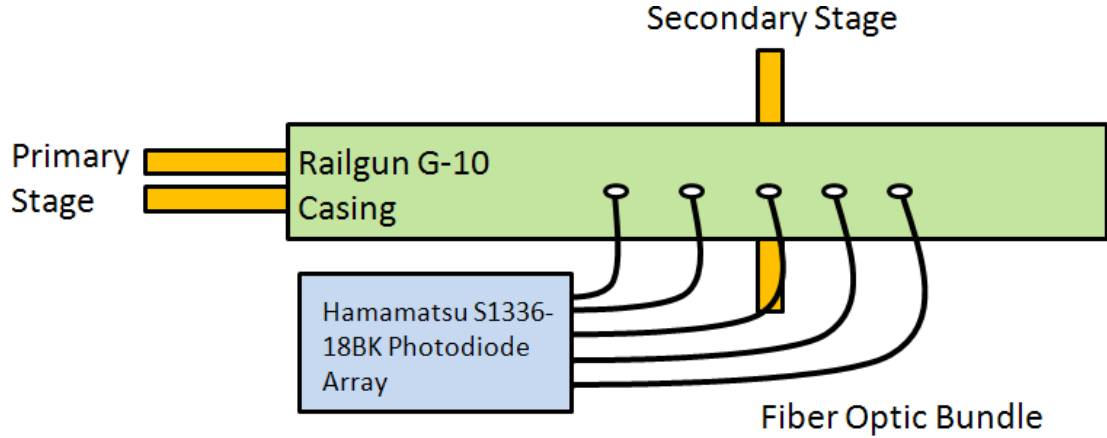 Secondary Stage
Primary
Stage
Railgun G-10
Casing
Hamamatsu S1336-
18BK Photodiode
Array
Fiber Optic Bundle